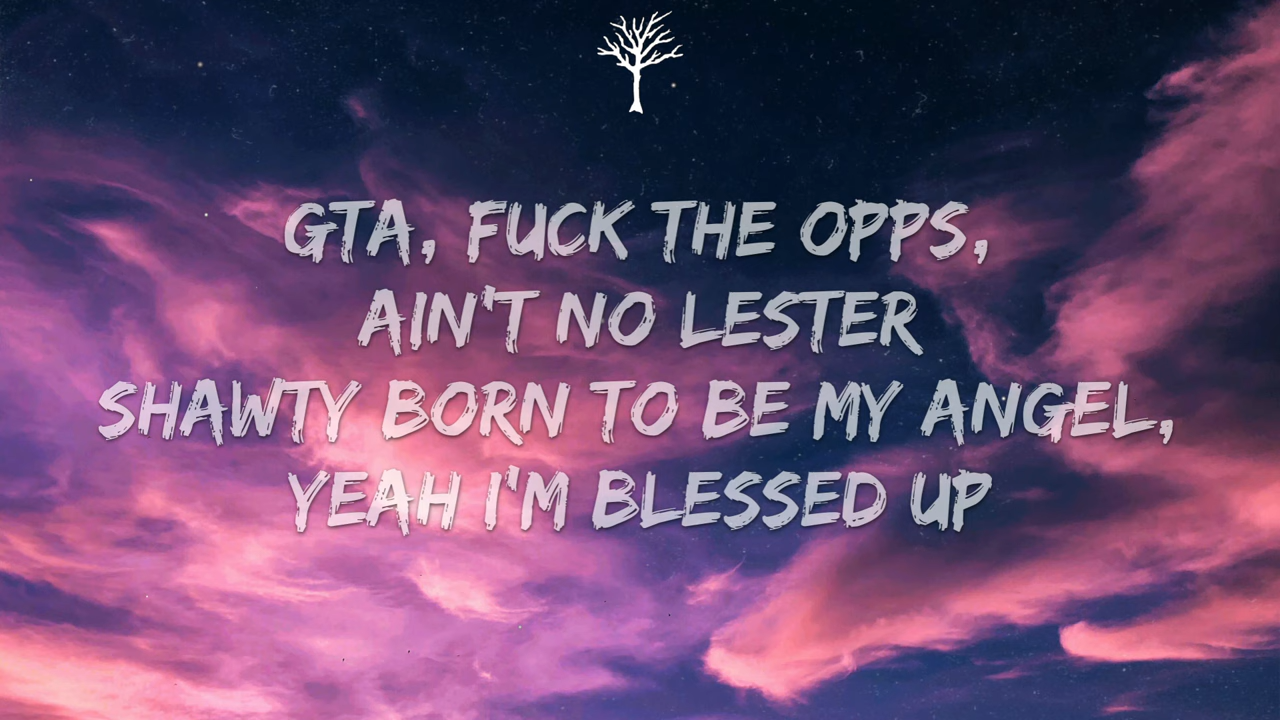 GTA, FUCK THE OPPS,
AIN'T NO LESTER
SHAWTY BORN TO BE MY ANGEL,
YEAH I'M BLESSED UP